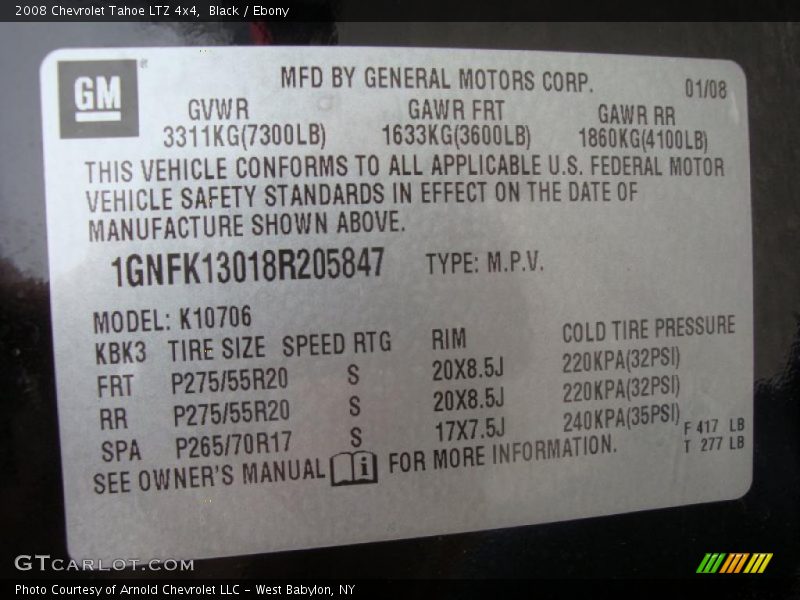 2008 Chevrolet Tahoe LTZ 4x4, Black / Ebony
GM ®
MFD BY GENERAL MOTORS CORP. 01/08
GVWR GAWR FRT GAWR RR
3311KG(7300LB) 1633KG(3600LB) 1860KG(4100LB)
THIS VEHICLE CONFORMS TO ALL APPLICABLE U.S. FEDERAL MOTOR
VEHICLE SAFETY STANDARDS IN EFFECT ON THE DATE OF
MANUFACTURE SHOWN ABOVE.
1GNFK13018R205847 TYPE: M.P.V.
MODEL: K10706
KBK3 TIRE SIZE SPEED RTG RIM COLD TIRE PRESSURE
FRT P275/55R20 S 20X8.5J 220KPA(32PSI)
RR P275/55R20 S 20X8.5J 220KPA(32PSI)
SPA P265/70R17 S 17X7.5J 240KPA(35PSI) F 417 LB
SEE OWNER'S MANUAL i FOR MORE INFORMATION. T 277 LB
GTCARLOT.COM
Photo Courtesy of Arnold Chevrolet LLC - West Babylon, NY